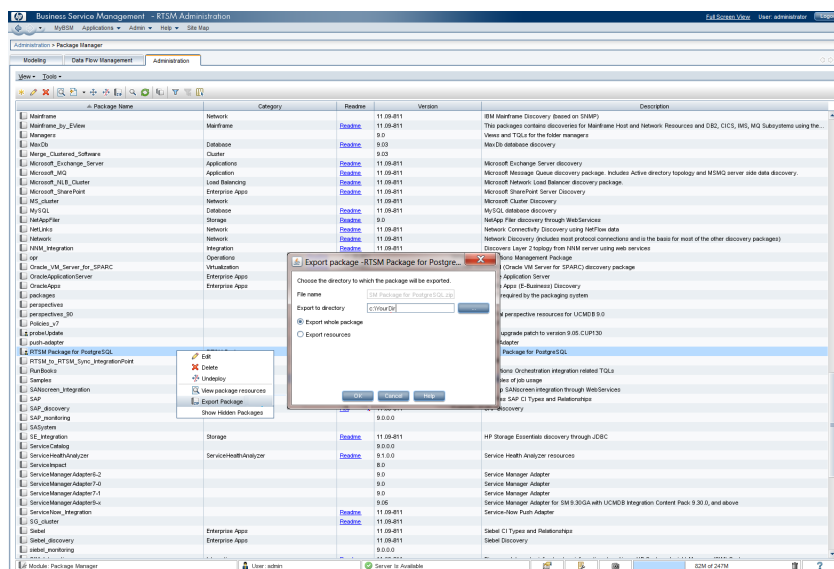 Business Service Management - RTSM Administration
Full Screen View User: administrator Logout
MyBSM Applications Admin Help Site Map
Administration > Package Manager
Modeling Data Flow Management Administration
View Tools
Package Name Category Readme Version Description
Mainframe Network 11.09-811 IBM Mainframe Discovery (based on SNMP)
Mainframe_by_EView Mainframe Readme 11.09-811 This packages contains discoveries for Mainframe Host and Network Resources and DB2, CICS, IMS, MQ Subsystems using the...
Managers 9.0 Views and TQLs for the folder managers
MaxDb Database Readme 9.03 MaxDb database discovery
Merge_Clustered_Software Cluster 9.03
Microsoft_Exchange_Server Applications Readme 11.09-811 Microsoft Exchange Server discovery
Microsoft_MQ Application Readme 11.09-811 Microsoft Message Queue discovery package. Includes Active directory topology and MSMQ server side data discovery.
Microsoft_NLB_Cluster Load Balancing Readme 11.09-811 Microsoft Network Load Balancer discovery package.
Microsoft_SharePoint Enterprise Apps Readme 11.09-811 Microsoft SharePoint Server Discovery
MS_cluster Network 11.09-811 Microsoft Cluster Discovery
MySQL Database Readme 11.09-811 MySQL database discovery
NetAppFiler Storage Readme 9.0 NetApp Filer discovery through WebServices
NetLinks Network Readme 11.09-811 Network Connectivity Discovery using NetFlow data
Network Network Readme 11.09-811 Network Discovery (includes most protocol connections and is the basis for most of the other discovery packages)
NNM_Integration Integration Readme 11.09-811 Discovers Layer 2 topology from NNM server using web services
opr Operations tions Management Package
Oracle_VM_Server_for_SPARC Virtualization (Oracle VM Server for SPARC) discovery package
OracleApplicationServer Enterprise Apps Application Server
OracleApps Enterprise Apps Apps (E-Business) Discovery
packages required by the packaging system
perspectives
perspectives_90 al perspective resources for UCMDB 9.0
Policies_v7
probeUpdate upgrade patch to version 9.05.CUP130
push-adapter Adapter
RTSM Package for PostgreSQL Package for PostgreSQL
RTSM_to_RTSM_Sync_IntegrationPoint
RunBooks tions Orchestration integration related TQLs
Samples les of job usage
SANscreen_Integration p SANscreen integration through WebServices
SAP es SAP CI Types and Relationships
SAP_discovery
SAP_monitoring 9.0.0.0
SASystem
SE_Integration Storage Readme 11.09-811 HP Storage Essentials discovery through JDBC
ServiceCatalog 9.0.0.0
ServiceHealthAnalyzer ServiceHealthAnalyzer Readme 9.1.0.0 Service Health Analyzer resources
ServiceImpact 8.0
ServiceManagerAdapter6-2 9.0 Service Manager Adapter
ServiceManagerAdapter7-0 9.0 Service Manager Adapter
ServiceManagerAdapter7-1 9.0 Service Manager Adapter
ServiceManagerAdapter9-x 9.05 Service Manager Adapter for SM 9.30GA with UCMDB Integration Content Pack 9.30.0, and above
ServiceNow_Integration Readme 11.09-811 Service-Now Push Adapter
SG_cluster Readme 11.09-811
Siebel Enterprise Apps 11.09-811 Siebel CI Types and Relationships
Siebel_discovery Enterprise Apps 11.09-811 Siebel Discovery
siebel_monitoring 9.0.0.0
Edit
Delete
Undeploy
View package resources
Export Package
Show Hidden Packages
Export package -RTSM Package for Postgre...
Choose the directory to which the package will be exported.
File name SM Package for PostgreSQL.zip
Export to directory c:\YourDir ...
Export whole package
Export resources
OK Cancel Help
Module: Package Manager User: admin Server Is Available 82M of 247M